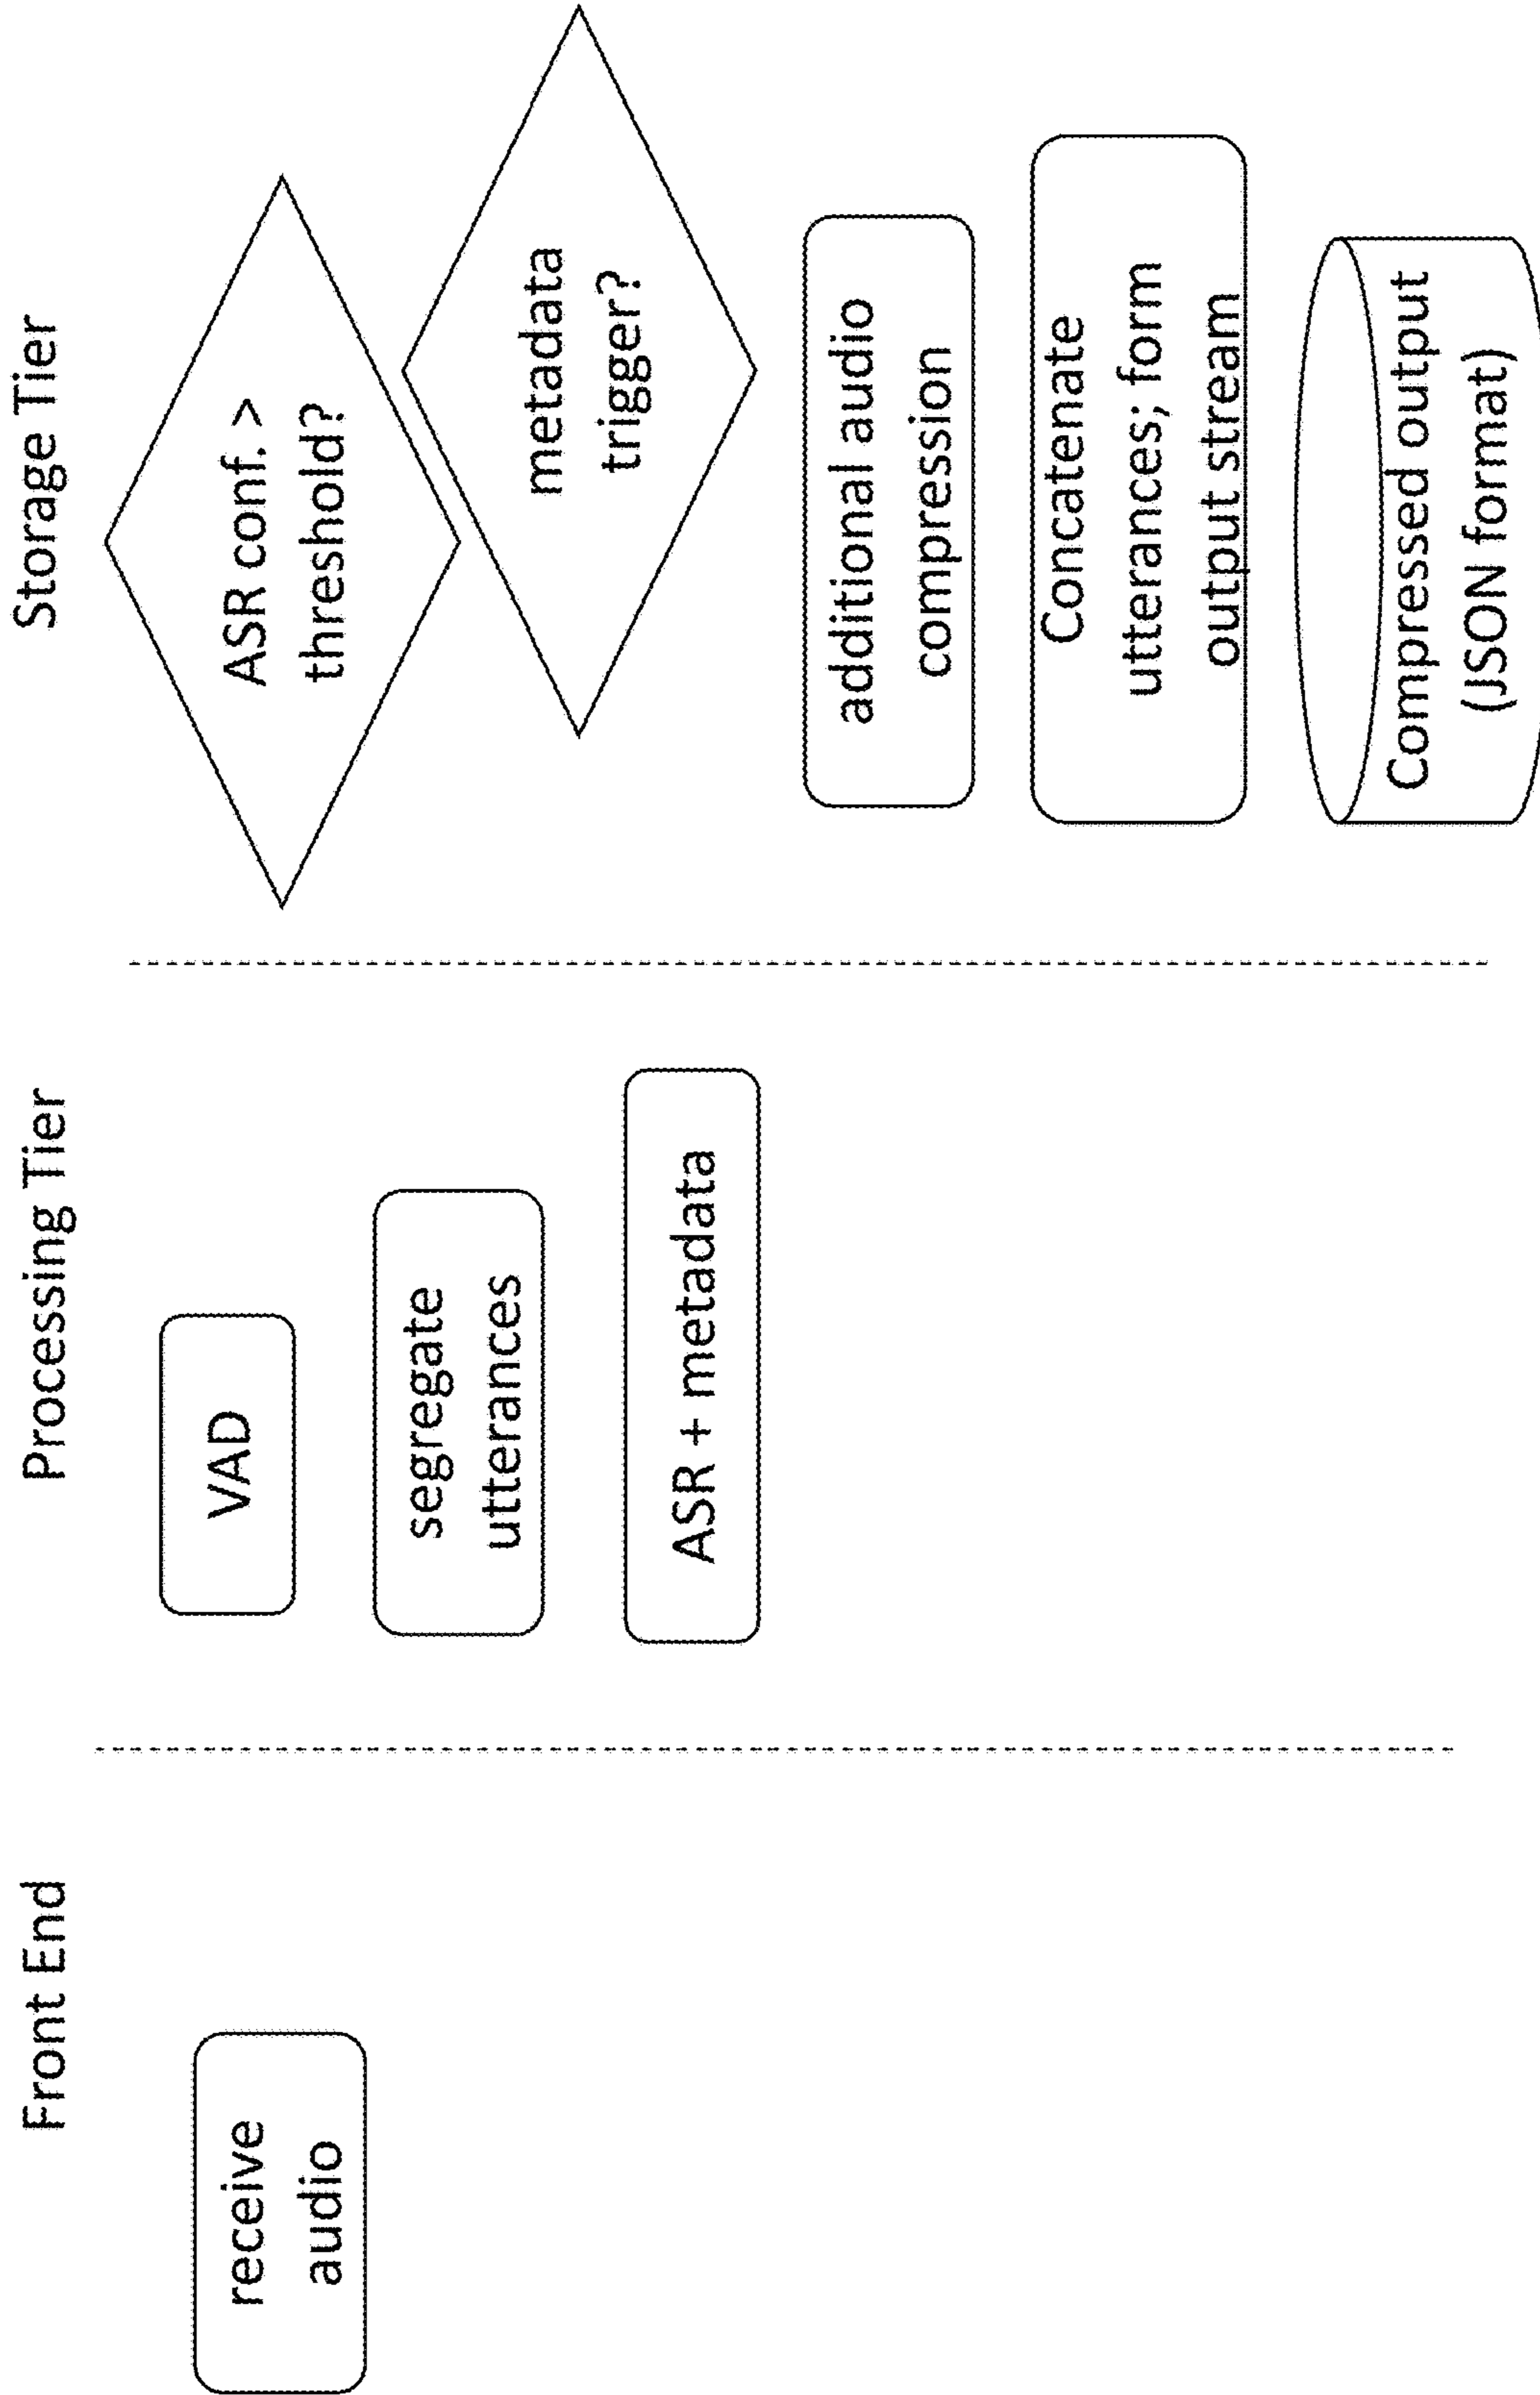 Front End
receive
audio
Processing Tier
VAD
segregate
utterances
ASR + metadata
Storage Tier
ASR conf. >
threshold?
metadata
trigger?
additional audio
compression
Concatenate
utterances; form
output stream
Compressed output
(JSON format)